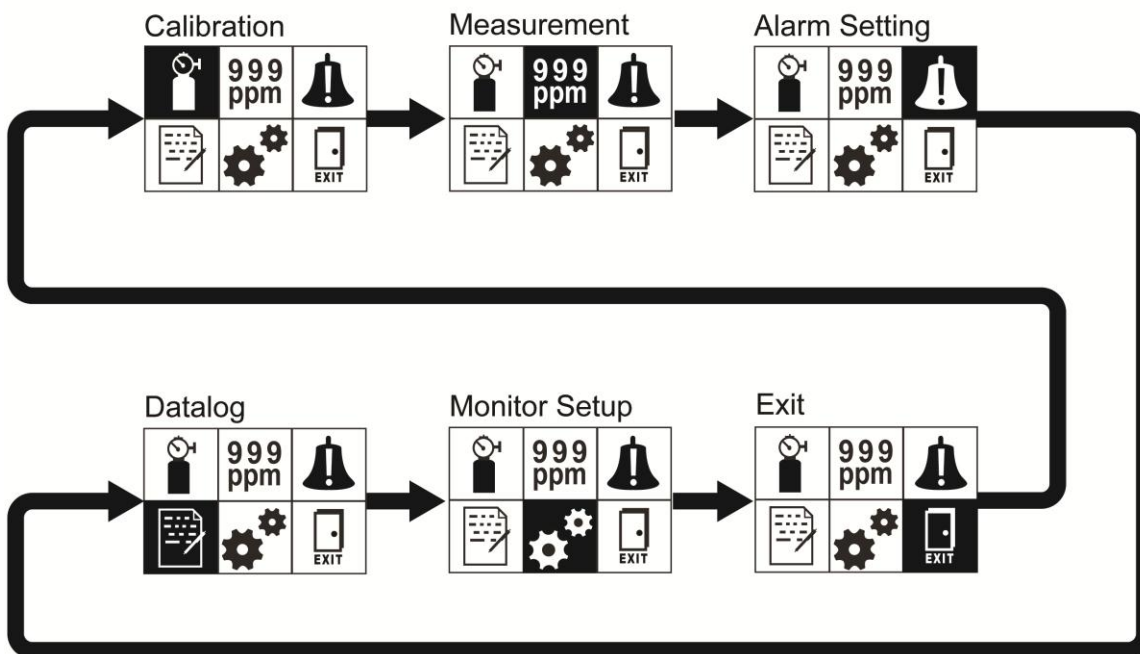 Calibration
Measurement
Alarm Setting
999
ppm
EXIT
999
ppm
EXIT
999
ppm
EXIT
Datalog
Monitor Setup
Exit
999
ppm
EXIT
999
ppm
EXIT
999
ppm
EXIT